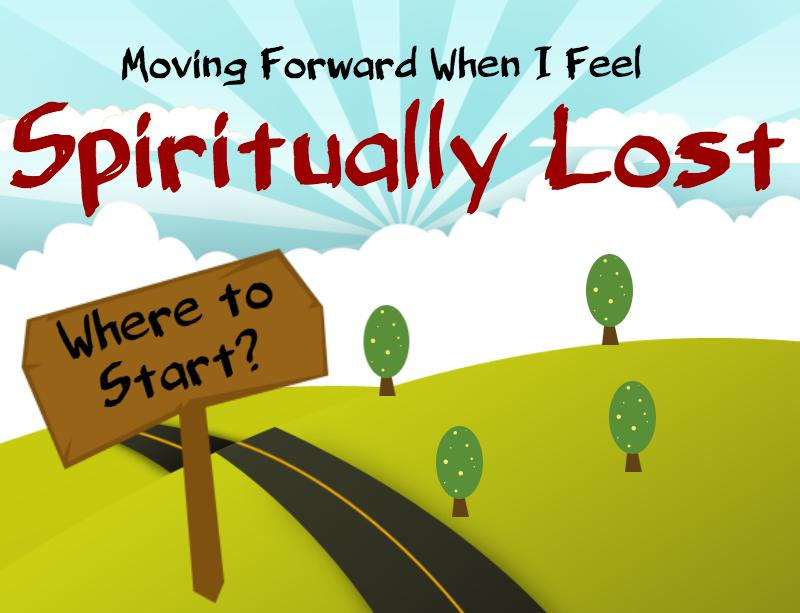 Moving Forward When I Feel
Spiritually Lost
Where to
Start?